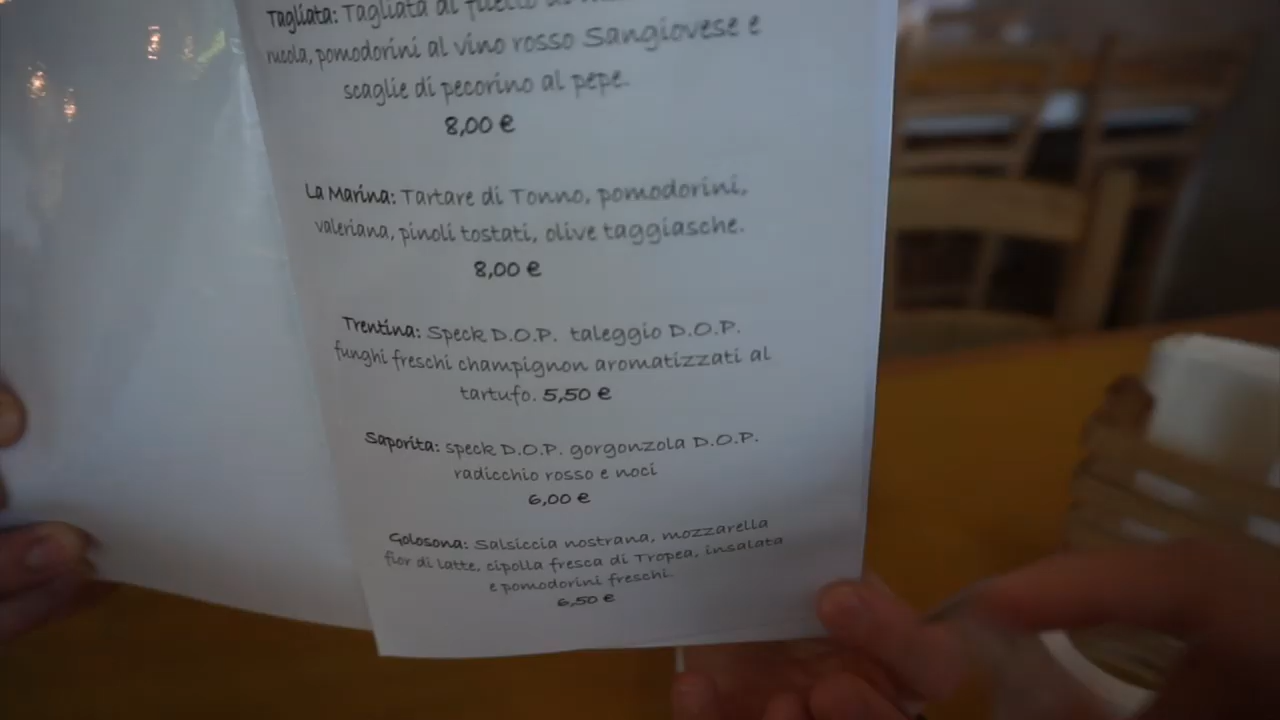 Tagliata: Tagliata di filetto
rucola, pomodorini al vino rosso Sangiovese e
scaglie di pecorino al pepe.
8,00 €
La Marina: Tartare di Tonno, pomodorini,
valeriana, pinoli tostati, olive taggiasche.
8,00 €
Trentina: Speck D.O.P. taleggio D.O.P.
funghi freschi champignon aromatizzati al
tartufo. 5,50 €
Saporita: speck D.O.P. gorgonzola D.O.P.
radicchio rosso e noci
6,00 €
Golosona: Salsiccia nostrana, mozzarella
fior di latte, cipolla fresca di Tropea, insalata
e pomodorini freschi.
6,50 €